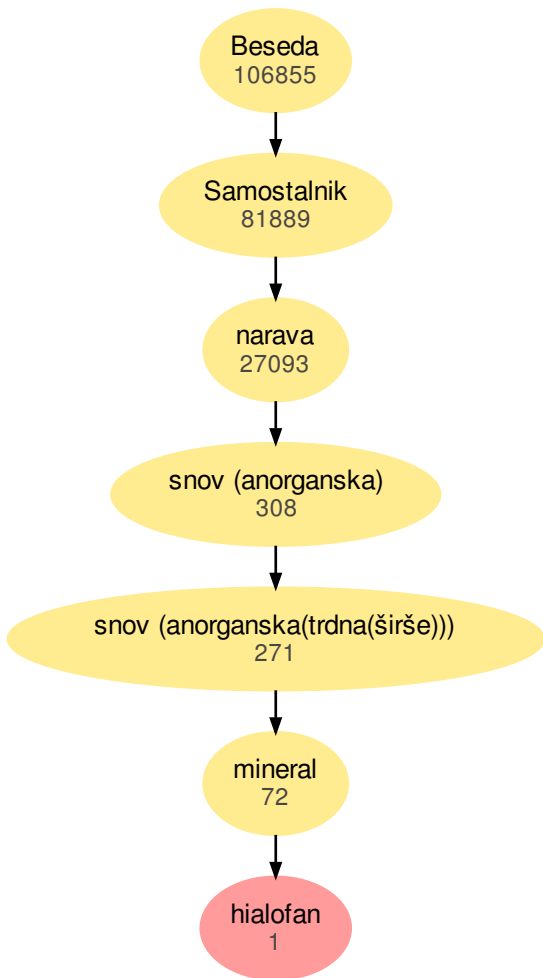 Beseda
106855
Samostalnik
81889
narava
27093
snov (anorganska)
308
snov (anorganska(trdna(širše)))
271
mineral
72
hialofan
1